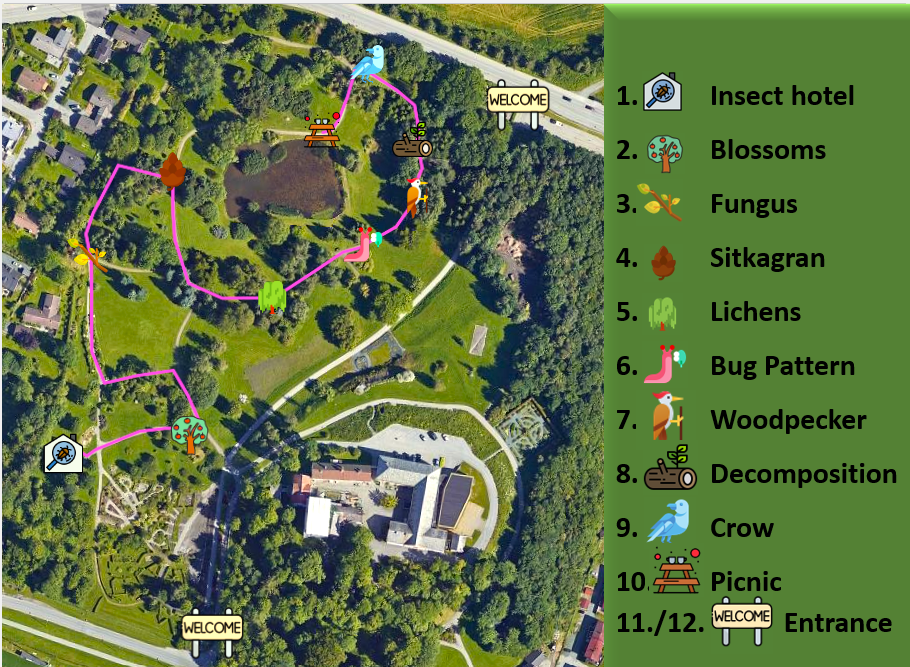 WELCOME
WELCOME
1. Insect hotel
2. Blossoms
3. Fungus
4. Sitkagran
5. Lichens
6. Bug Pattern
7. Woodpecker
8. Decomposition
9. Crow
10. Picnic
11./12. WELCOME Entrance